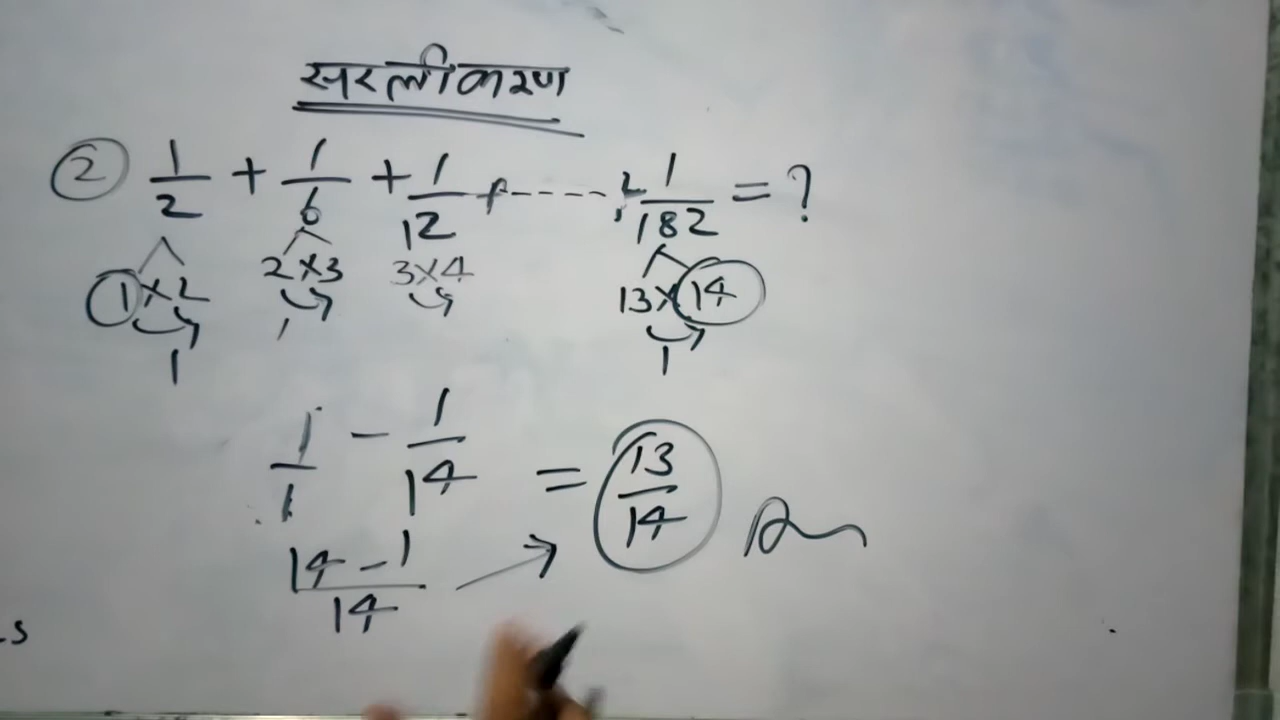 सरलीकरण
② 1/2 + 1/6 + 1/12 + ----- 1/182 = ?
1×2 2×3 3×4 13×14
1 1 1
1/1 - 1/14 = 13/14
14-1/14
s